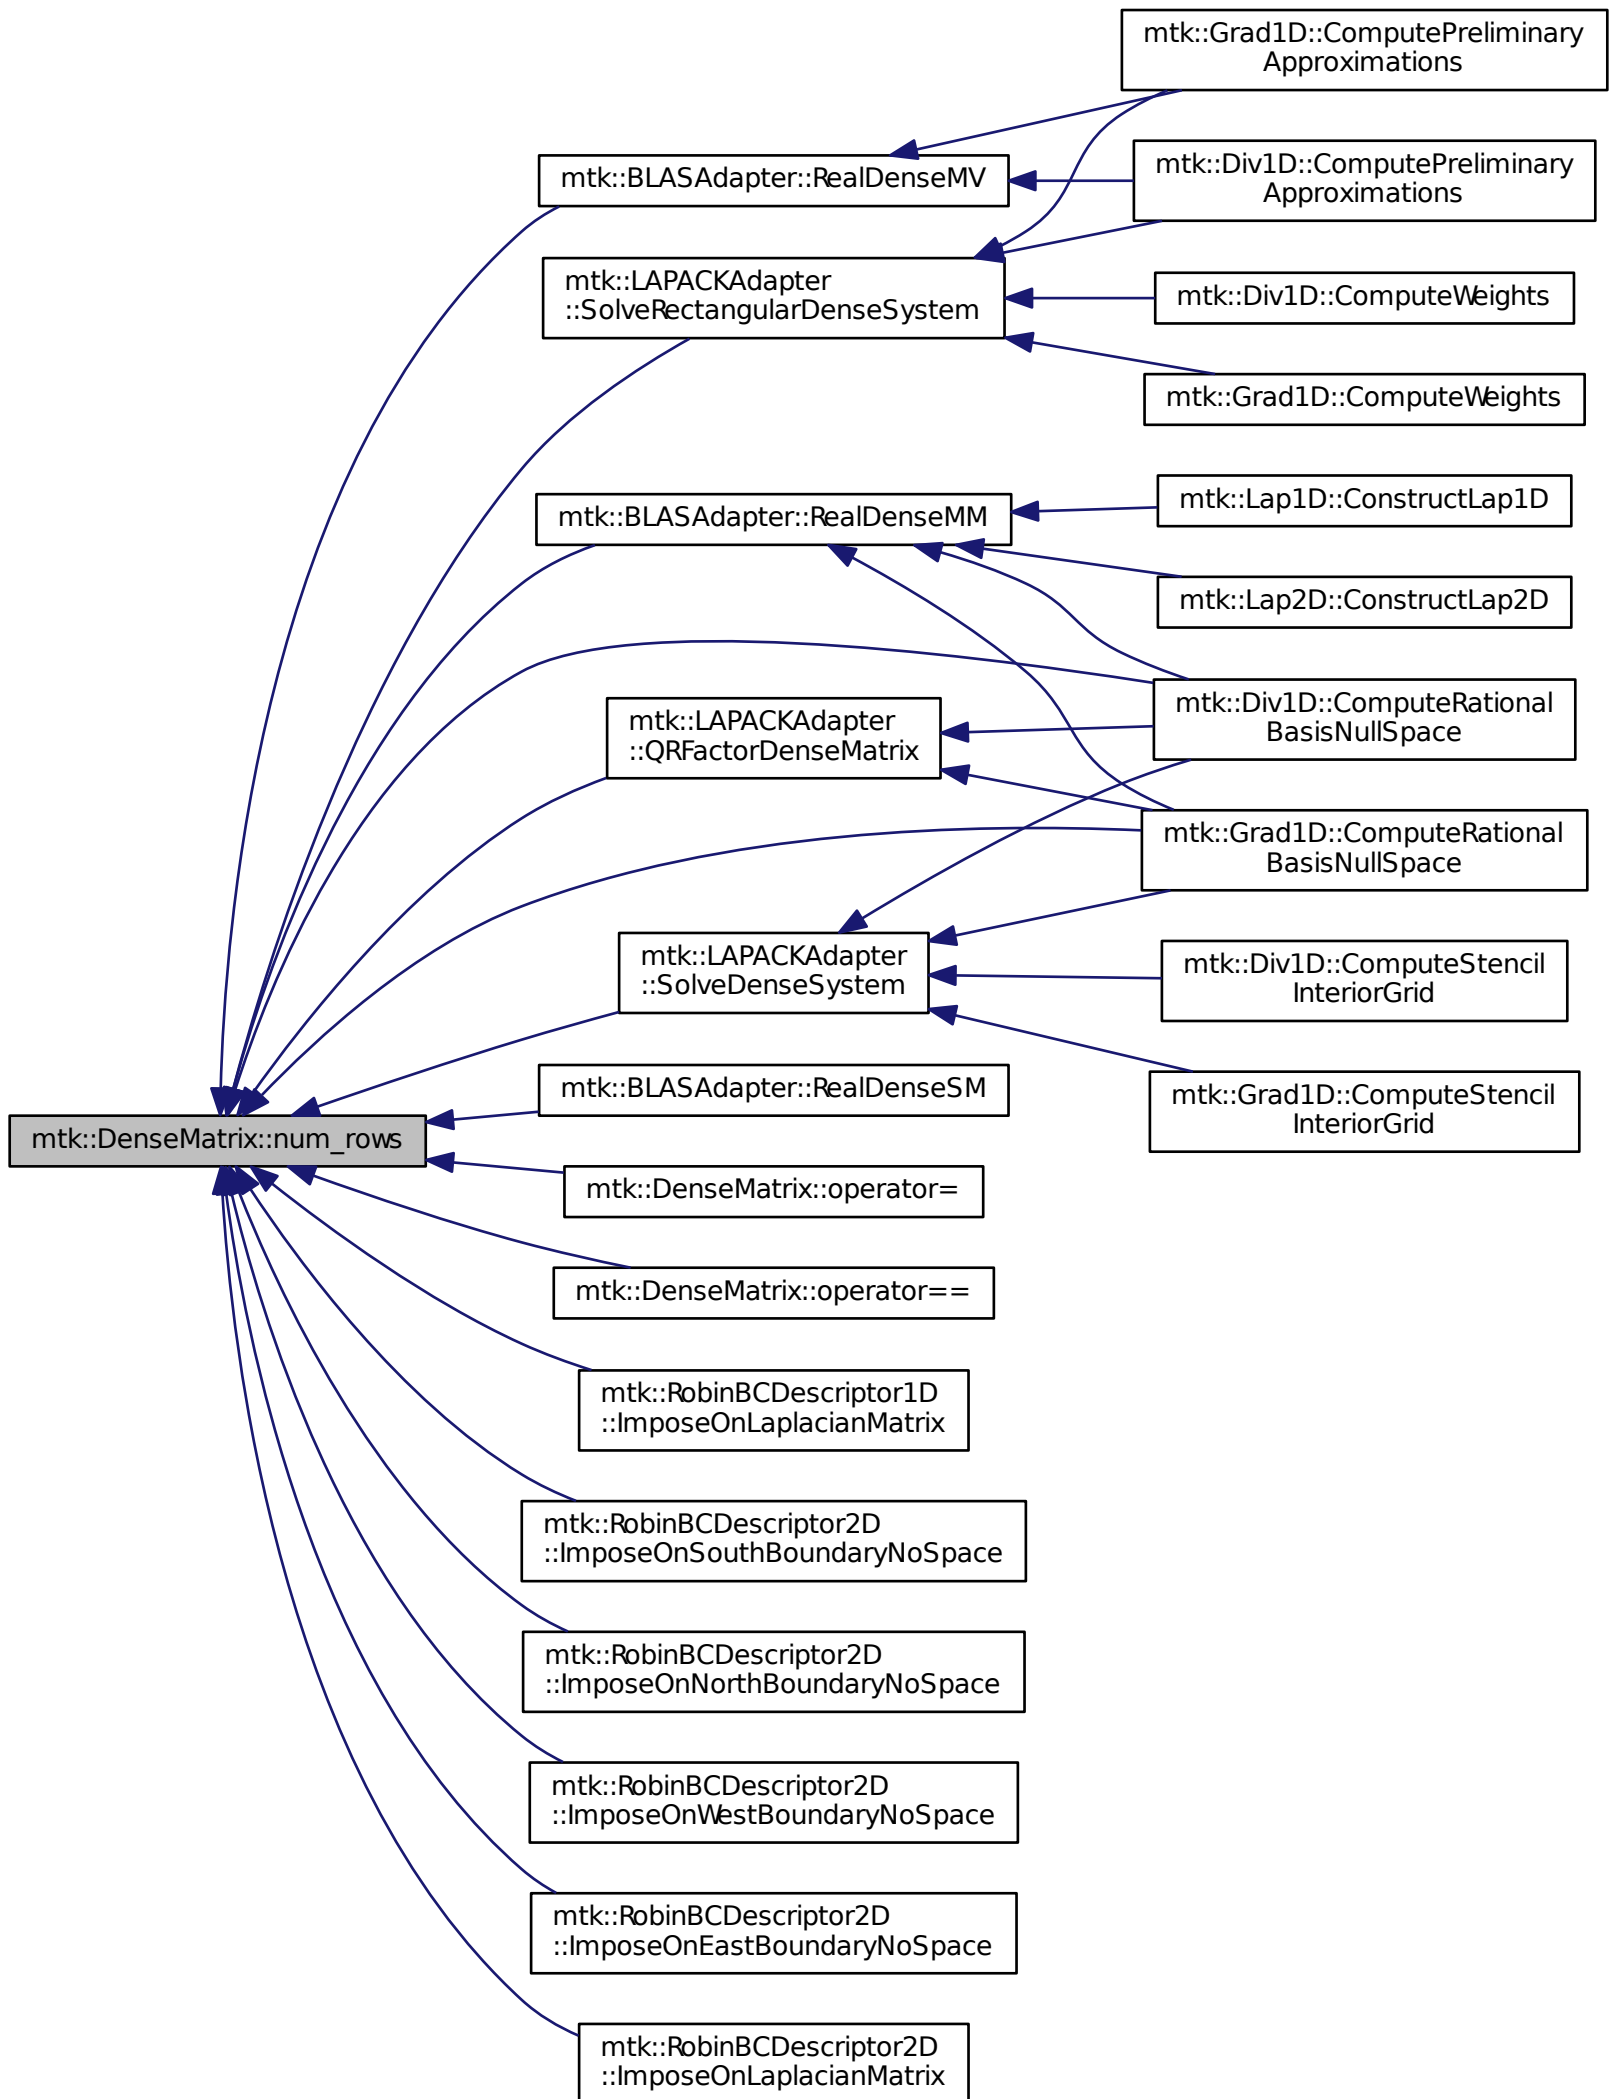 mtk::Grad1D::ComputePreliminary
Approximations
mtk::BLASAdapter::RealDenseMV
mtk::Div1D::ComputePreliminary
Approximations
mtk::LAPACKAdapter
::SolveRectangularDenseSystem
mtk::Div1D::ComputeWeights
mtk::Grad1D::ComputeWeights
mtk::BLASAdapter::RealDenseMM
mtk::Lap1D::ConstructLap1D
mtk::Lap2D::ConstructLap2D
mtk::LAPACKAdapter
::QRFactorDenseMatrix
mtk::Div1D::ComputeRational
BasisNullSpace
mtk::Grad1D::ComputeRational
BasisNullSpace
mtk::LAPACKAdapter
::SolveDenseSystem
mtk::Div1D::ComputeStencil
InteriorGrid
mtk::Grad1D::ComputeStencil
InteriorGrid
mtk::BLASAdapter::RealDenseSM
mtk::DenseMatrix::num_rows
mtk::DenseMatrix::operator=
mtk::DenseMatrix::operator==
mtk::RobinBCDescriptor1D
::ImposeOnLaplacianMatrix
mtk::RobinBCDescriptor2D
::ImposeOnSouthBoundaryNoSpace
mtk::RobinBCDescriptor2D
::ImposeOnNorthBoundaryNoSpace
mtk::RobinBCDescriptor2D
::ImposeOnWestBoundaryNoSpace
mtk::RobinBCDescriptor2D
::ImposeOnEastBoundaryNoSpace
mtk::RobinBCDescriptor2D
::ImposeOnLaplacianMatrix